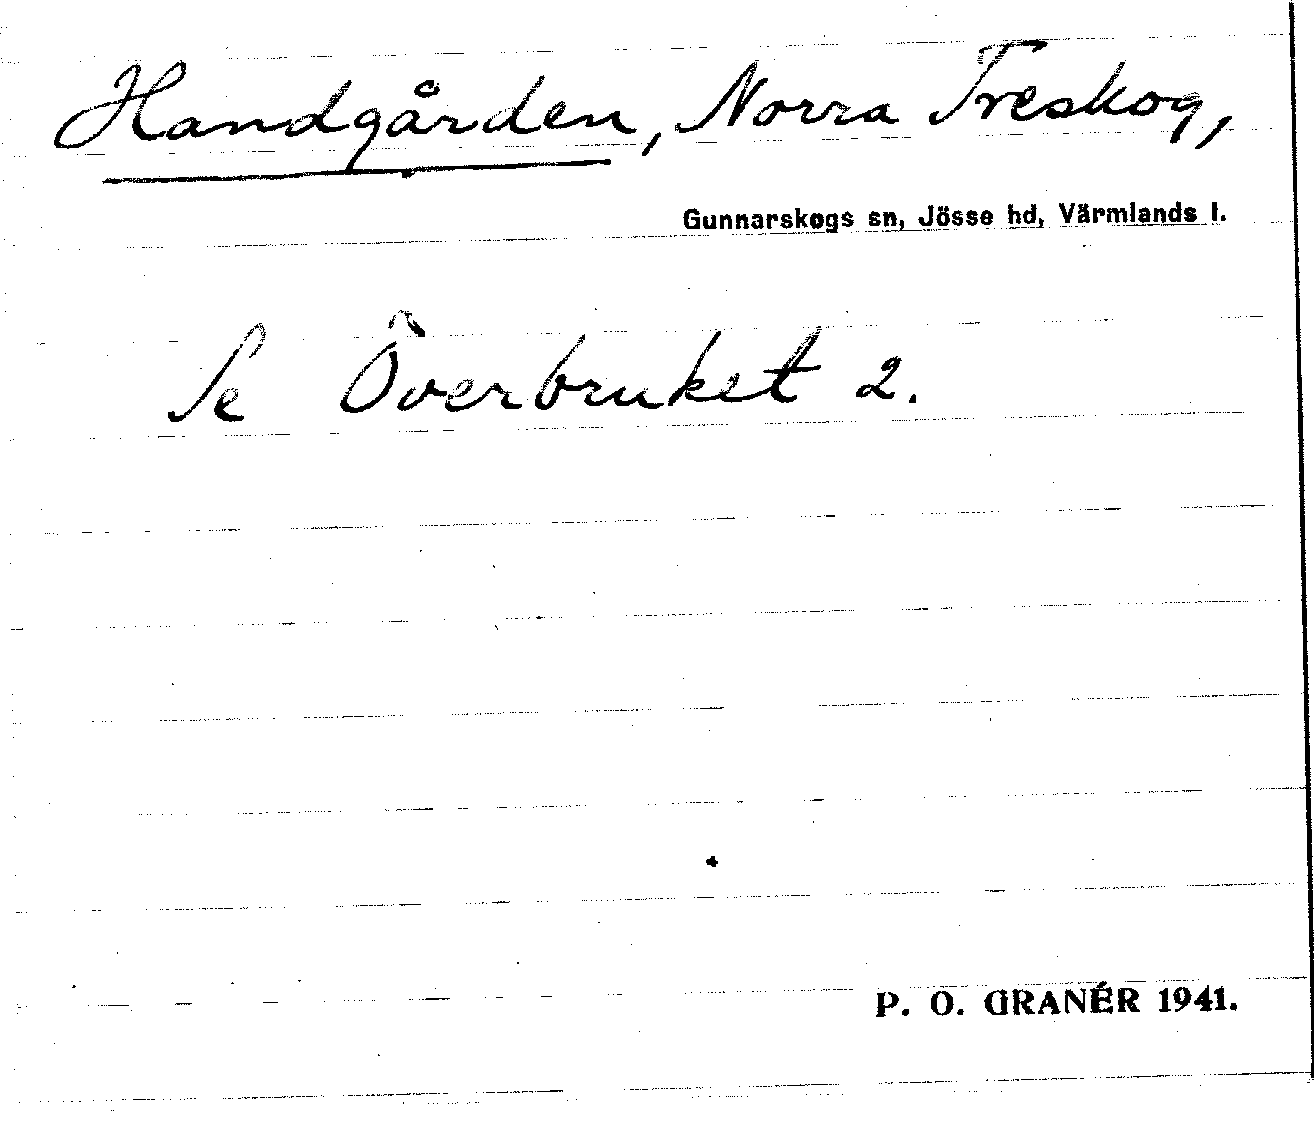 Handgården, Norra Treskog,
Gunnarskogs sn, Jösse hd, Värmlands l.
Se Överbruket 2.
P. O. GRANÉR 1941.